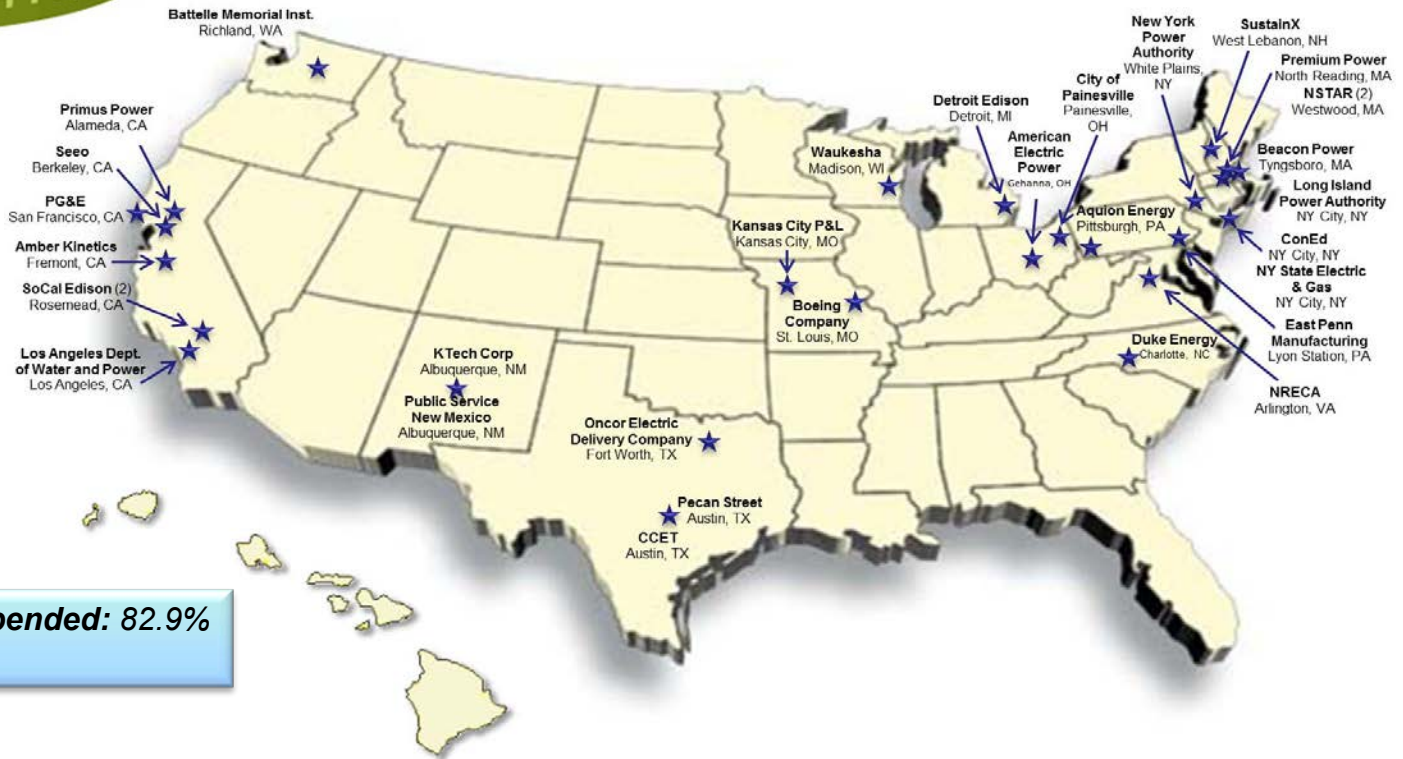 Battelle Memorial Inst.
Richland, WA
Primus Power
Alameda, CA
Seeo
Berkeley, CA
PG&E
San Francisco, CA
Amber Kinetics
Fremont, CA
SoCal Edison (2)
Rosemead, CA
Los Angeles Dept.
of Water and Power
Los Angeles, CA
KTech Corp
Albuquerque, NM
Public Service
New Mexico
Albuquerque, NM
Oncor Electric
Delivery Company
Fort Worth, TX
Pecan Street
Austin, TX
CCET
Austin, TX
Kansas City P&L
Kansas City, MO
Boeing
Company
St. Louis, MO
Waukesha
Madison, WI
Detroit Edison
Detroit, MI
American
Electric
Power
Gehanna, OH
City of
Painesville
Painesville,
OH
New York
Power
Authority
White Plains,
NY
SustainX
West Lebanon, NH
Premium Power
North Reading, MA
NSTAR (2)
Westwood, MA
Beacon Power
Tyngsboro, MA
Long Island
Power Authority
NY City, NY
ConEd
NY City, NY
NY State Electric
& Gas
NY City, NY
Aquion Energy
Pittsburgh, PA
East Penn
Manufacturing
Lyon Station, PA
Duke Energy
Charlotte, NC
NRECA
Arlington, VA
pended: 82.9%